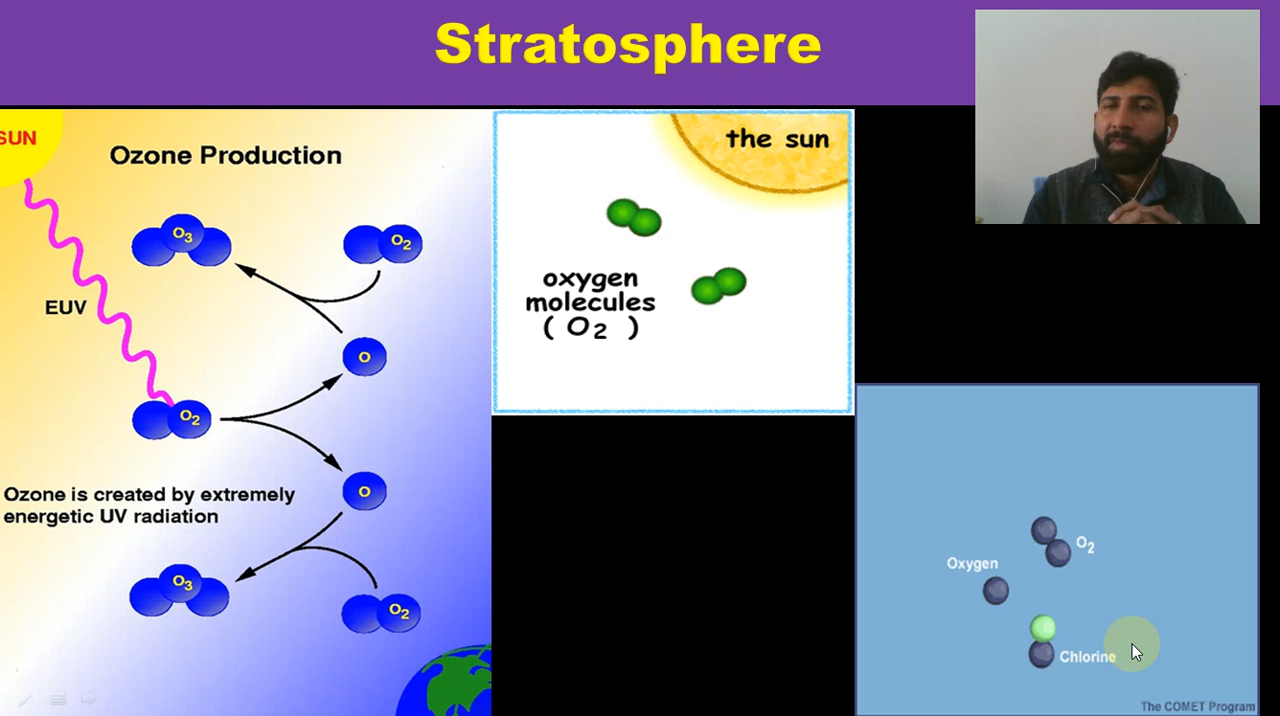 Stratosphere
SUN
Ozone Production
O3
O2
EUV
O
O2
O
Ozone is created by extremely
energetic UV radiation
O3
O2
the sun
oxygen
molecules
( O2 )
O2
Oxygen
Chlorine
The COMET Program